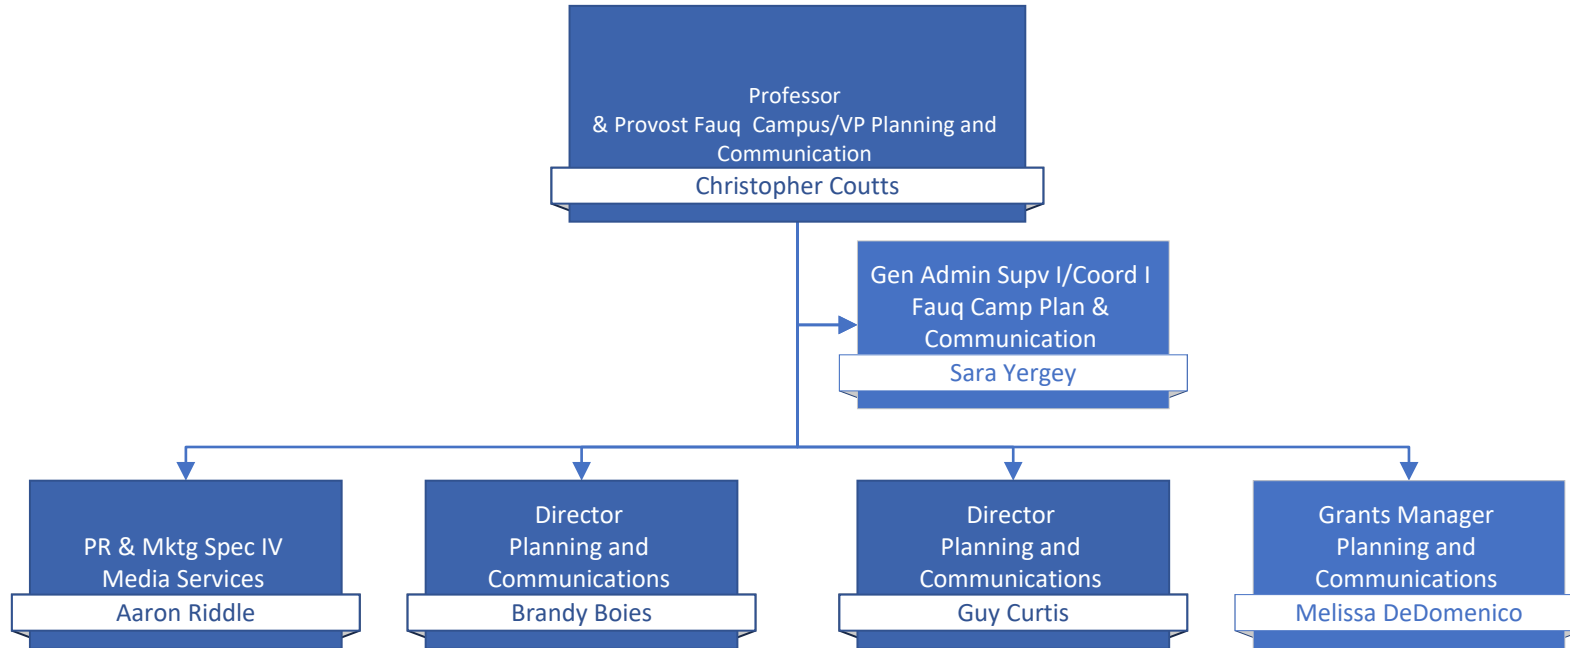 Professor
& Provost Fauq Campus/VP Planning and
Communication
Christopher Coutts
Gen Admin Supv I/Coord I
Fauq Camp Plan &
Communication
Sara Yergey
PR & Mktg Spec IV
Media Services
Aaron Riddle
Director
Planning and
Communications
Brandy Boies
Director
Planning and
Communications
Guy Curtis
Grants Manager
Planning and
Communications
Melissa DeDomenico